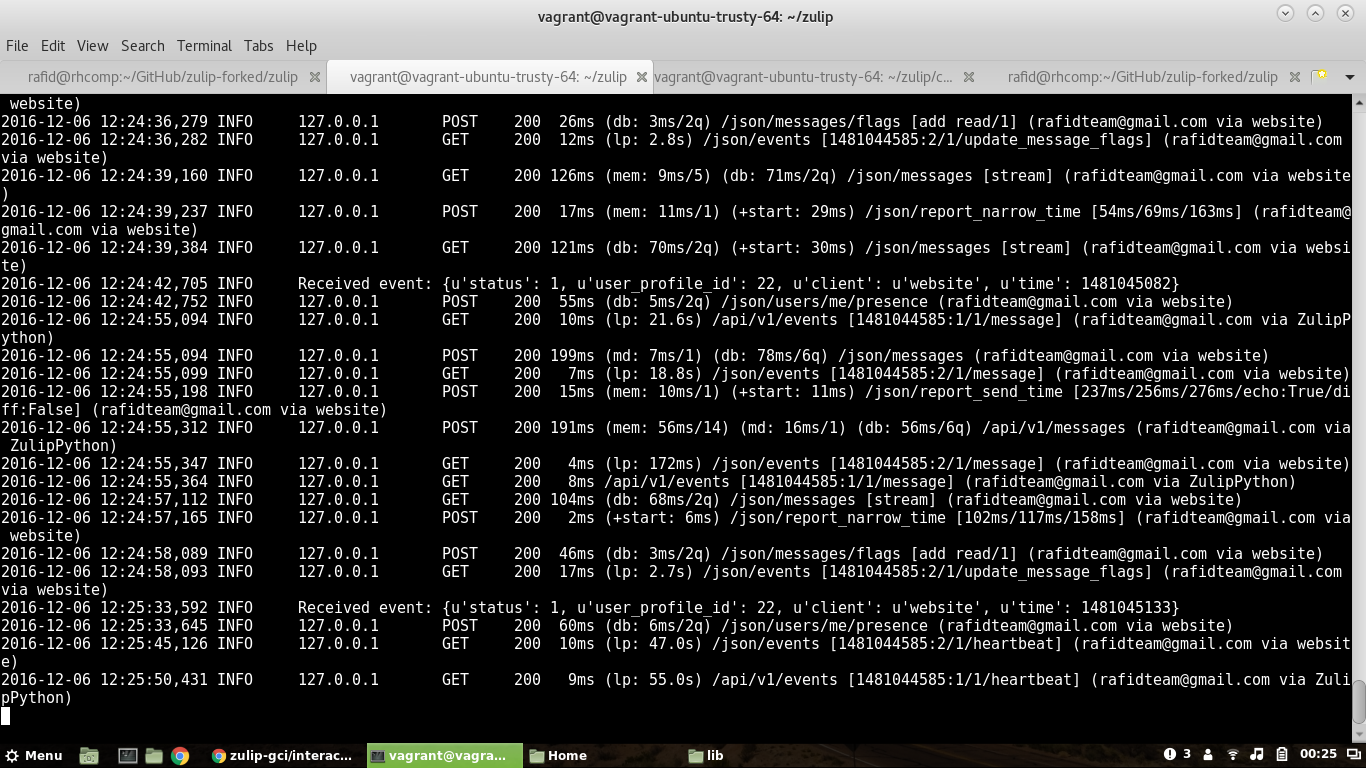 vagrant@vagrant-ubuntu-trusty-64: ~/zulip
File Edit View Search Terminal Tabs Help
rafid@rhcomp:~/GitHub/zulip-forked/zulip vagrant@vagrant-ubuntu-trusty-64: ~/zulip vagrant@vagrant-ubuntu-trusty-64: ~/zulip/c... rafid@rhcomp:~/GitHub/zulip-forked/zulip
 website)
2016-12-06 12:24:36,279 INFO     127.0.0.1       POST    200  26ms (db: 3ms/2q) /json/messages/flags [add read/1] (rafidteam@gmail.com via website)
2016-12-06 12:24:36,282 INFO     127.0.0.1       GET     200  12ms (lp: 2.8s) /json/events [1481044585:2/1/update_message_flags] (rafidteam@gmail.com
via website)
2016-12-06 12:24:39,160 INFO     127.0.0.1       GET     200 126ms (mem: 9ms/5) (db: 71ms/2q) /json/messages [stream] (rafidteam@gmail.com via website
)
2016-12-06 12:24:39,237 INFO     127.0.0.1       POST    200  17ms (mem: 11ms/1) (+start: 29ms) /json/report_narrow_time [54ms/69ms/163ms] (rafidteam@
gmail.com via website)
2016-12-06 12:24:39,384 INFO     127.0.0.1       GET     200 121ms (db: 70ms/2q) (+start: 30ms) /json/messages [stream] (rafidteam@gmail.com via websi
te)
2016-12-06 12:24:42,705 INFO     Received event: {u'status': 1, u'user_profile_id': 22, u'client': u'website', u'time': 1481045082}
2016-12-06 12:24:42,752 INFO     127.0.0.1       POST    200  55ms (db: 5ms/2q) /json/users/me/presence (rafidteam@gmail.com via website)
2016-12-06 12:24:55,094 INFO     127.0.0.1       GET     200  10ms (lp: 21.6s) /api/v1/events [1481044585:1/1/message] (rafidteam@gmail.com via ZulipP
ython)
2016-12-06 12:24:55,094 INFO     127.0.0.1       POST    200 199ms (md: 7ms/1) (db: 78ms/6q) /json/messages (rafidteam@gmail.com via website)
2016-12-06 12:24:55,099 INFO     127.0.0.1       GET     200   7ms (lp: 18.8s) /json/events [1481044585:2/1/message] (rafidteam@gmail.com via website)
2016-12-06 12:24:55,198 INFO     127.0.0.1       POST    200  15ms (mem: 10ms/1) (+start: 11ms) /json/report_send_time [237ms/256ms/276ms/echo:True/di
ff:False] (rafidteam@gmail.com via website)
2016-12-06 12:24:55,312 INFO     127.0.0.1       POST    200 191ms (mem: 56ms/14) (md: 16ms/1) (db: 56ms/6q) /api/v1/messages (rafidteam@gmail.com via
 ZulipPython)
2016-12-06 12:24:55,347 INFO     127.0.0.1       GET     200   4ms (lp: 172ms) /json/events [1481044585:2/1/message] (rafidteam@gmail.com via website)
2016-12-06 12:24:55,364 INFO     127.0.0.1       GET     200   8ms /api/v1/events [1481044585:1/1/message] (rafidteam@gmail.com via ZulipPython)
2016-12-06 12:24:57,112 INFO     127.0.0.1       GET     200 104ms (db: 68ms/2q) /json/messages [stream] (rafidteam@gmail.com via website)
2016-12-06 12:24:57,165 INFO     127.0.0.1       POST    200   2ms (+start: 6ms) /json/report_narrow_time [102ms/117ms/158ms] (rafidteam@gmail.com via
 website)
2016-12-06 12:24:58,089 INFO     127.0.0.1       POST    200  46ms (db: 3ms/2q) /json/messages/flags [add read/1] (rafidteam@gmail.com via website)
2016-12-06 12:24:58,093 INFO     127.0.0.1       GET     200  17ms (lp: 2.7s) /json/events [1481044585:2/1/update_message_flags] (rafidteam@gmail.com
via website)
2016-12-06 12:25:33,592 INFO     Received event: {u'status': 1, u'user_profile_id': 22, u'client': u'website', u'time': 1481045133}
2016-12-06 12:25:33,645 INFO     127.0.0.1       POST    200  60ms (db: 6ms/2q) /json/users/me/presence (rafidteam@gmail.com via website)
2016-12-06 12:25:45,126 INFO     127.0.0.1       GET     200  10ms (lp: 47.0s) /json/events [1481044585:2/1/heartbeat] (rafidteam@gmail.com via websit
e)
2016-12-06 12:25:50,431 INFO     127.0.0.1       GET     200   9ms (lp: 55.0s) /api/v1/events [1481044585:1/1/heartbeat] (rafidteam@gmail.com via Zuli
pPython)
Menu zulip-gci/interac... vagrant@vagra... Home lib 3 00:25